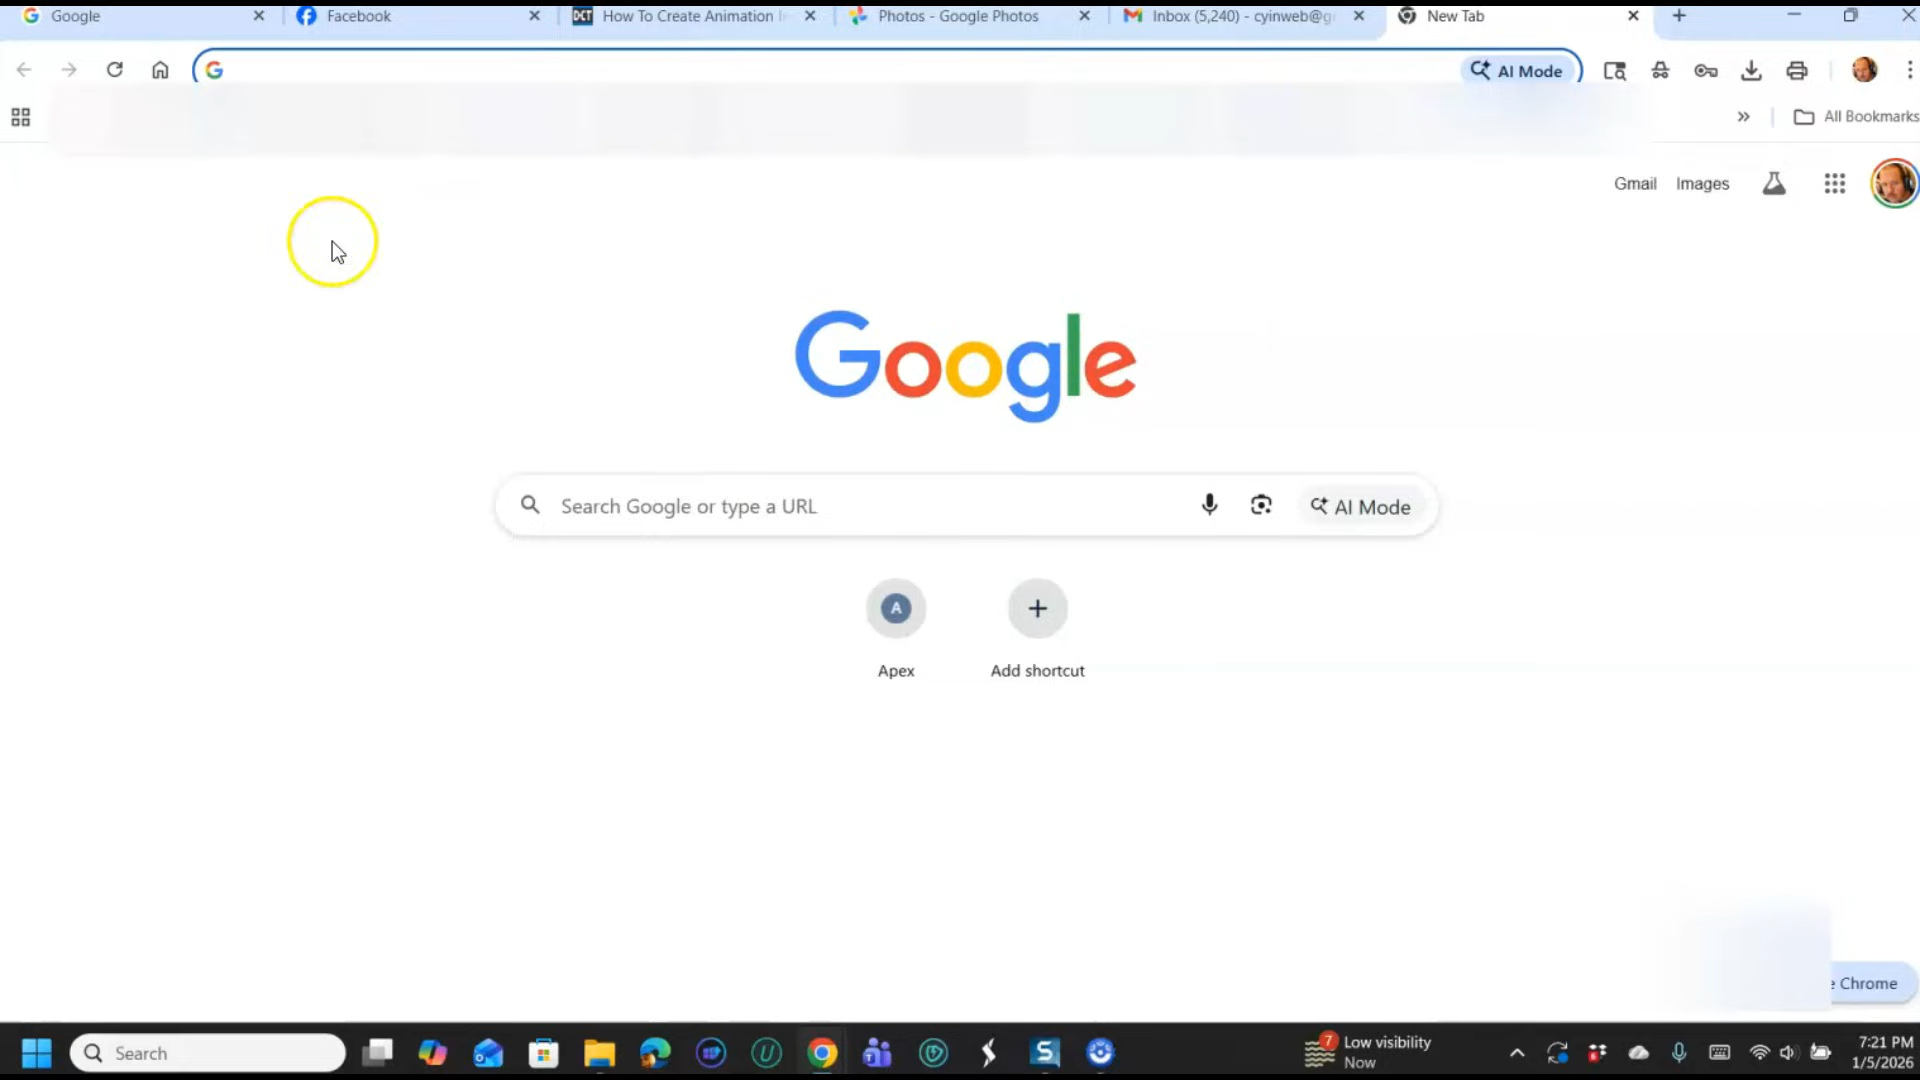 Google
Facebook
DCT How To Create Animation I
Photos - Google Photos
Inbox (5,240) - cyinweb@g
New Tab
AI Mode
All Bookmarks
Gmail Images
Google
Search Google or type a URL
AI Mode
A
Apex
Add shortcut
Chrome
Search
7
Low visibility
Now
7:21 PM
1/5/2026